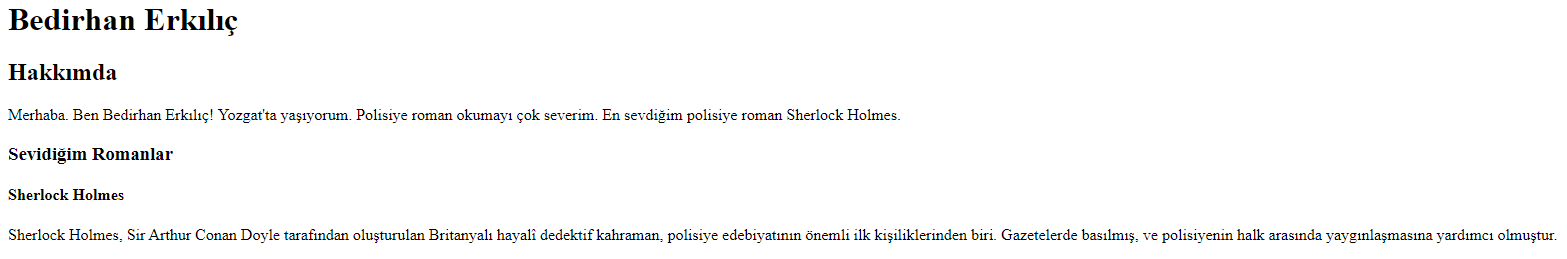 Bedirhan Erkılıç
Hakkımda
Merhaba. Ben Bedirhan Erkılıç! Yozgat'ta yaşıyorum. Polisiye roman okumayı çok severim. En sevdiğim polisiye roman Sherlock Holmes.
Sevidiğim Romanlar
Sherlock Holmes
Sherlock Holmes, Sir Arthur Conan Doyle tarafından oluşturulan Britanyalı hayalî dedektif kahraman, polisiye edebiyatının önemli ilk kişiliklerinden biri. Gazetelerde basılmış, ve polisiyenin halk arasında yaygınlaşmasına yardımcı olmuştur.